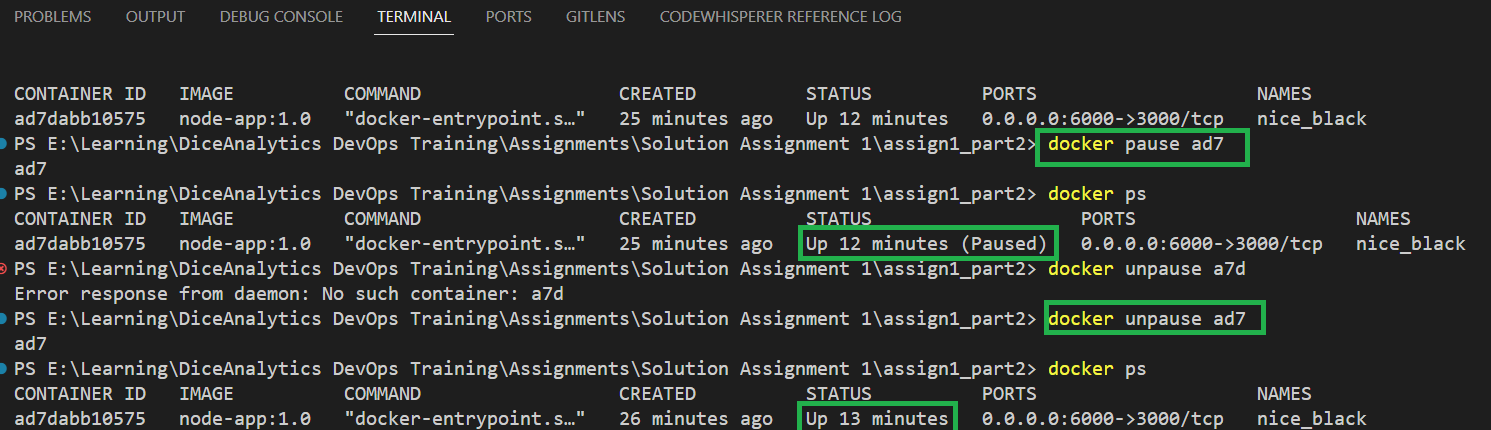 PROBLEMS OUTPUT DEBUG CONSOLE TERMINAL PORTS GITLENS CODEWHISPERER REFERENCE LOG
CONTAINER ID IMAGE COMMAND CREATED STATUS PORTS NAMES
ad7dabb10575 node-app:1.0 "docker-entrypoint.s…" 25 minutes ago Up 12 minutes 0.0.0.0:6000->3000/tcp nice_black
PS E:\Learning\DiceAnalytics DevOps Training\Assignments\Solution Assignment 1\assign1_part2> docker pause ad7
ad7
PS E:\Learning\DiceAnalytics DevOps Training\Assignments\Solution Assignment 1\assign1_part2> docker ps
CONTAINER ID IMAGE COMMAND CREATED STATUS PORTS NAMES
ad7dabb10575 node-app:1.0 "docker-entrypoint.s…" 25 minutes ago Up 12 minutes (Paused) 0.0.0.0:6000->3000/tcp nice_black
PS E:\Learning\DiceAnalytics DevOps Training\Assignments\Solution Assignment 1\assign1_part2> docker unpause a7d
Error response from daemon: No such container: a7d
PS E:\Learning\DiceAnalytics DevOps Training\Assignments\Solution Assignment 1\assign1_part2> docker unpause ad7
ad7
PS E:\Learning\DiceAnalytics DevOps Training\Assignments\Solution Assignment 1\assign1_part2> docker ps
CONTAINER ID IMAGE COMMAND CREATED STATUS PORTS NAMES
ad7dabb10575 node-app:1.0 "docker-entrypoint.s…" 26 minutes ago Up 13 minutes 0.0.0.0:6000->3000/tcp nice_black